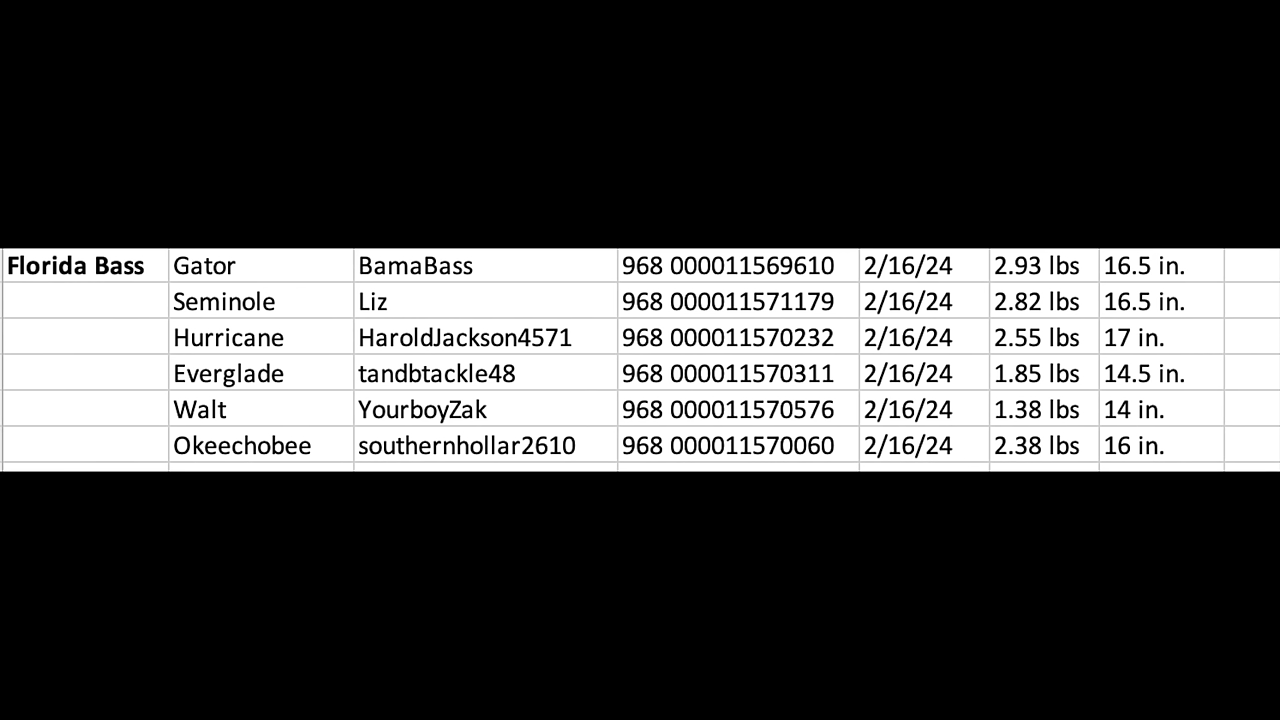 Florida Bass Gator BamaBass 968 000011569610 2/16/24 2.93 lbs 16.5 in.
Seminole Liz 968 000011571179 2/16/24 2.82 lbs 16.5 in.
Hurricane HaroldJackson4571 968 000011570232 2/16/24 2.55 lbs 17 in.
Everglade tandbtackle48 968 000011570311 2/16/24 1.85 lbs 14.5 in.
Walt YourboyZak 968 000011570576 2/16/24 1.38 lbs 14 in.
Okeechobee southernhollar2610 968 000011570060 2/16/24 2.38 lbs 16 in.